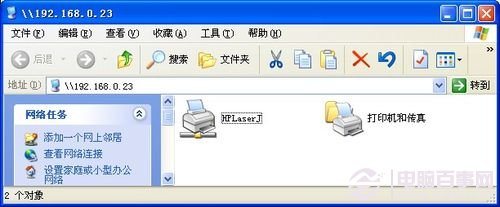 \\192.168.0.23
文件(F) 编辑(E) 查看(V) 收藏(A) 工具(T) 帮助(H)
后退 搜索 文件夹
地址(D) \\192.168.0.23 转到
网络任务
添加一个网上邻居
查看网络连接
设置家庭或小型办公
网络
HPLaserJ
打印机和传真
2 个对象
电脑百事网